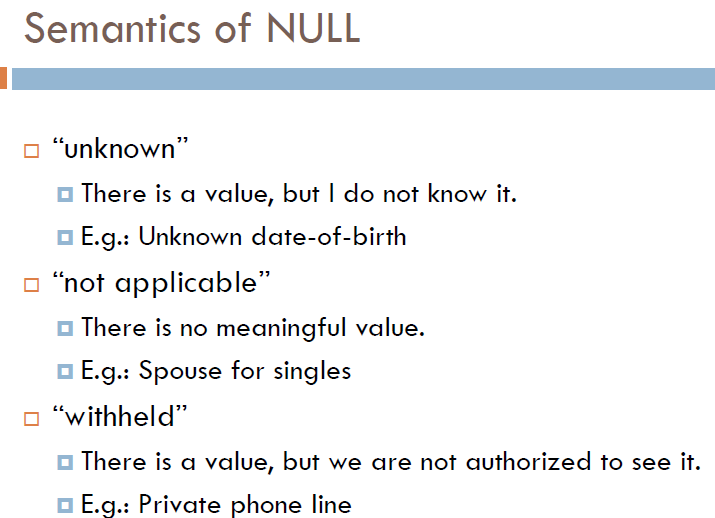 Semantics of NULL
“unknown”
There is a value, but I do not know it.
E.g.: Unknown date-of-birth
“not applicable”
There is no meaningful value.
E.g.: Spouse for singles
“withheld”
There is a value, but we are not authorized to see it.
E.g.: Private phone line